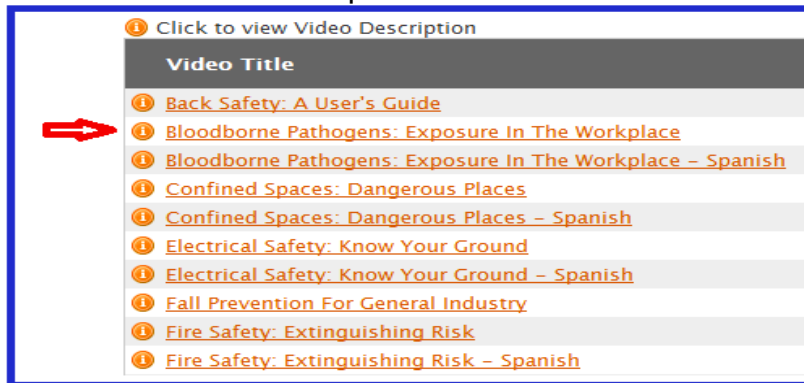 Click to view Video Description
Video Title
Back Safety: A User's Guide
Bloodborne Pathogens: Exposure In The Workplace
Bloodborne Pathogens: Exposure In The Workplace – Spanish
Confined Spaces: Dangerous Places
Confined Spaces: Dangerous Places – Spanish
Electrical Safety: Know Your Ground
Electrical Safety: Know Your Ground – Spanish
Fall Prevention For General Industry
Fire Safety: Extinguishing Risk
Fire Safety: Extinguishing Risk – Spanish